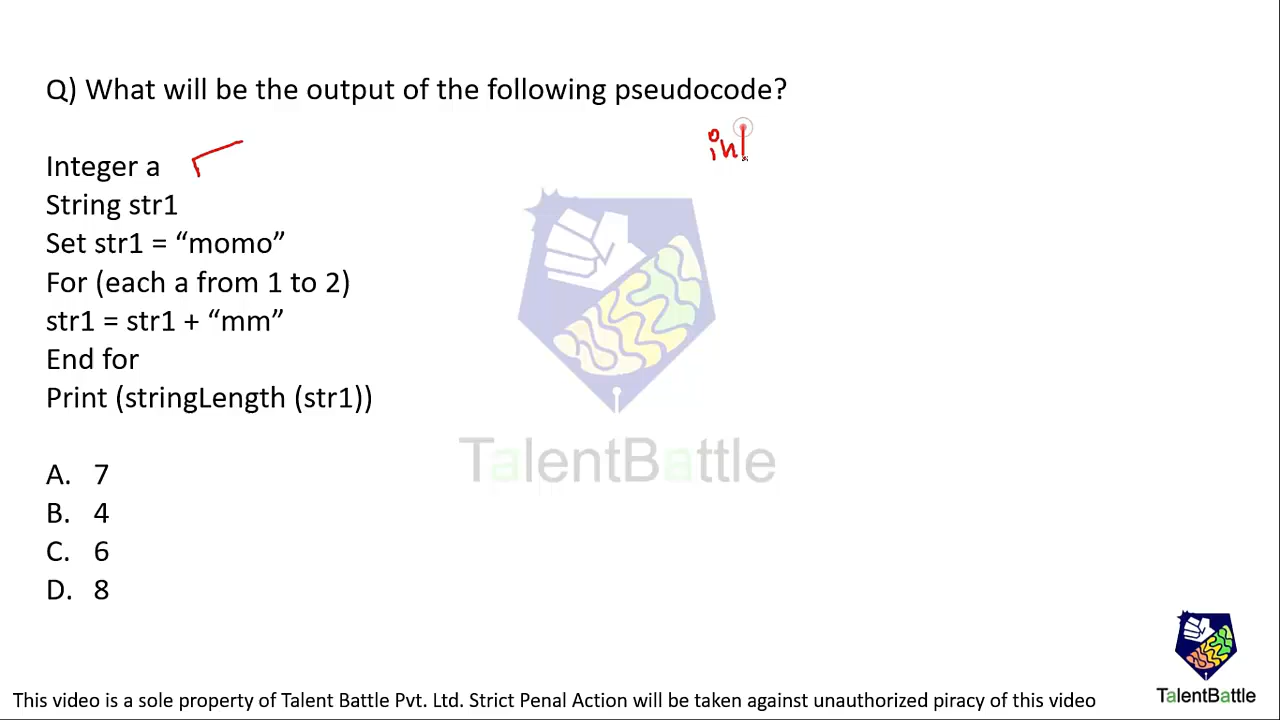 Q) What will be the output of the following pseudocode?
int
Integer a
String str1
Set str1 = “momo”
For (each a from 1 to 2)
str1 = str1 + “mm”
End for
Print (stringLength (str1))
TalentBattle
A. 7
B. 4
C. 6
D. 8
TalentBattle
This video is a sole property of Talent Battle Pvt. Ltd. Strict Penal Action will be taken against unauthorized piracy of this video